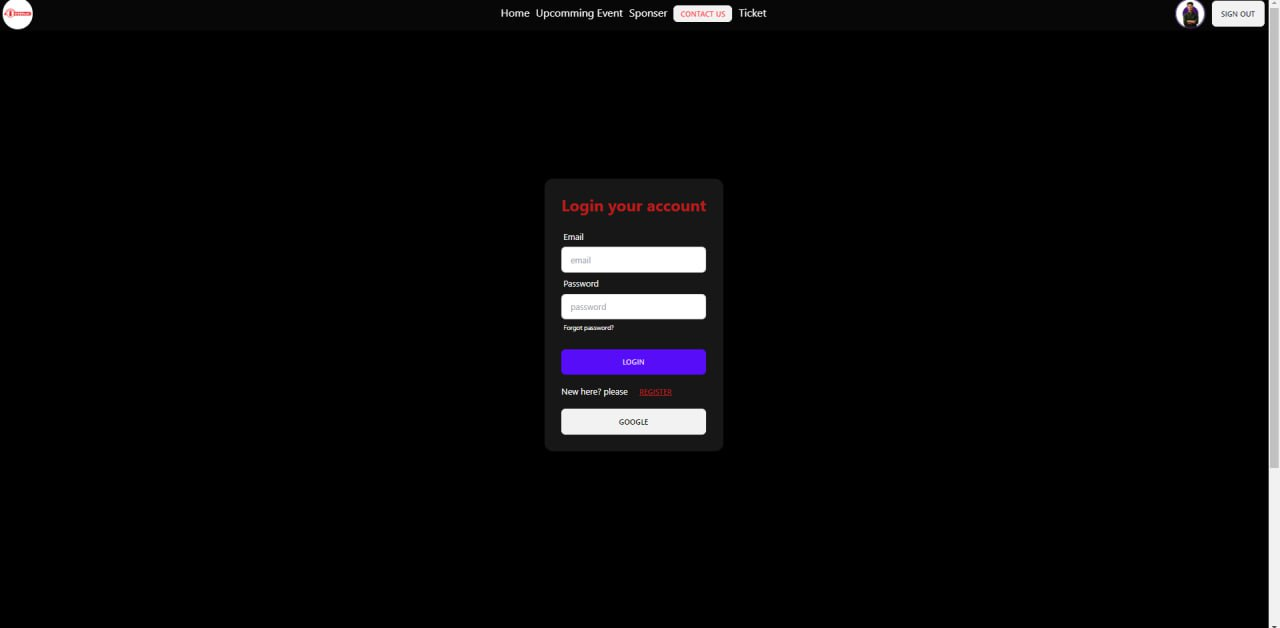 Home Upcomming Event Sponser CONTACT US Ticket SIGN OUT
Login your account
Email
email
Password
password
Forgot password?
LOGIN
New here? please REGISTER
GOOGLE